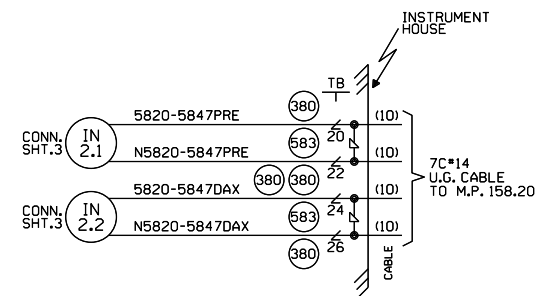 INSTRUMENT
HOUSE
TB
380
5820-5847PRE
(10)
CONN.
SHT.3
IN
2.1
583
20
N5820-5847PRE
22
(10)
7C#14
U.G. CABLE
TO M.P. 158.20
380
380
5820-5847DAX
24
(10)
CONN.
SHT.3
IN
2.2
583
N5820-5847DAX
26
(10)
380
CABLE